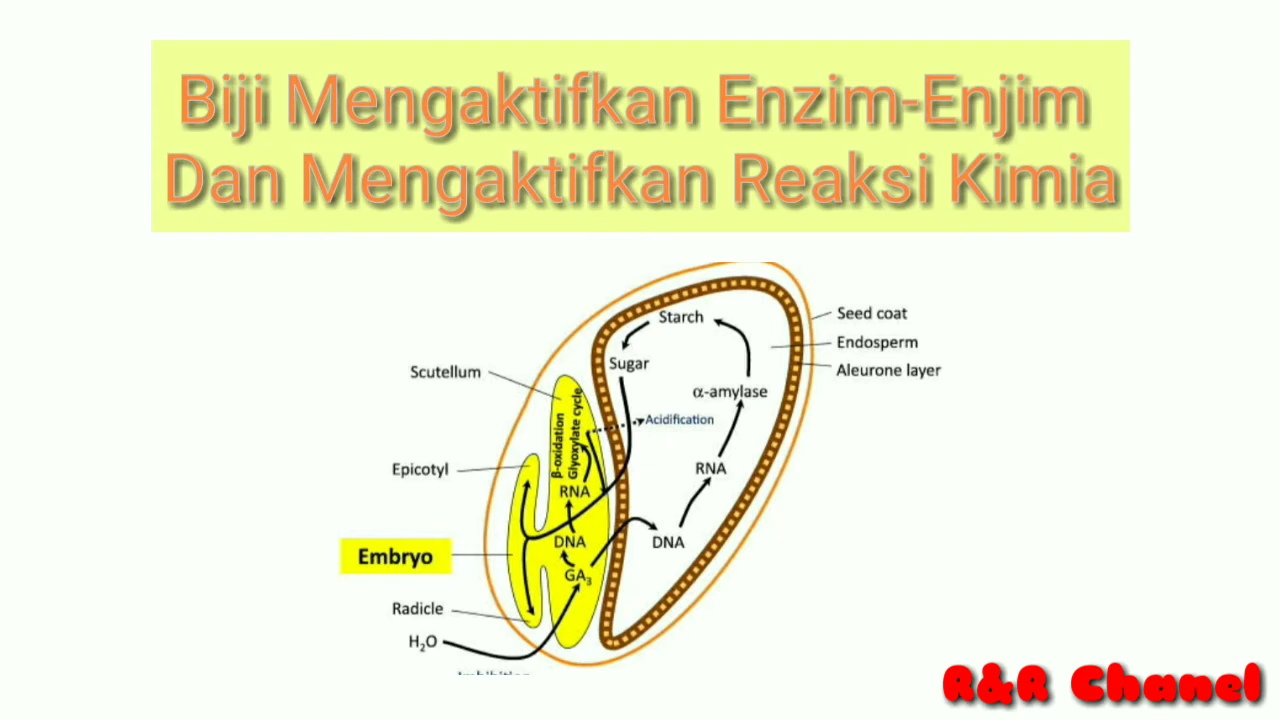 Biji Mengaktifkan Enzim-Enjim
Dan Mengaktifkan Reaksi Kimia
Starch
Seed coat
Endosperm
Aleurone layer
Sugar
Scutellum
α-amylase
Acidification
β-oxidation
Glyoxylate cycle
Epicotyl
RNA
RNA
DNA
DNA
Embryo
GA₃
Radicle
H₂O
Imbibition
R&R Chanel